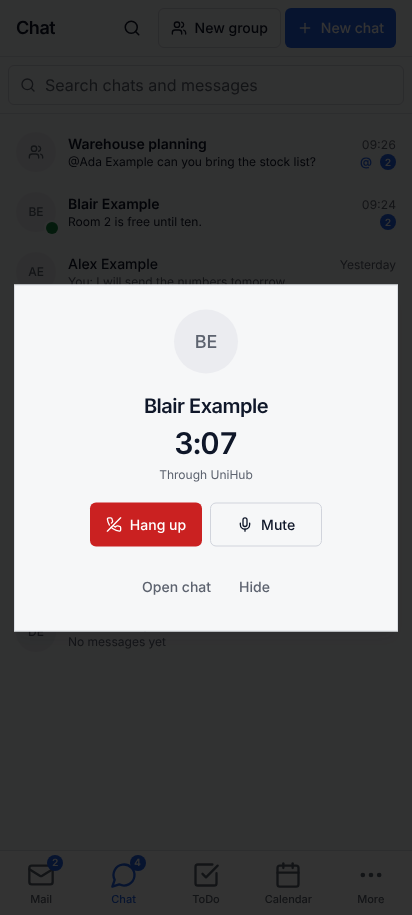 Chat
New group
New chat
Search chats and messages
Warehouse planning
09:26
@Ada Example can you bring the stock list?
@
2
BE
Blair Example
09:24
Room 2 is free until ten.
2
AE
Alex Example
Yesterday
You: I will send the numbers tomorrow
BE
Blair Example
3:07
Through UniHub
Hang up
Mute
Open chat
Hide
BE
No messages yet
2
4
Mail
Chat
ToDo
Calendar
More